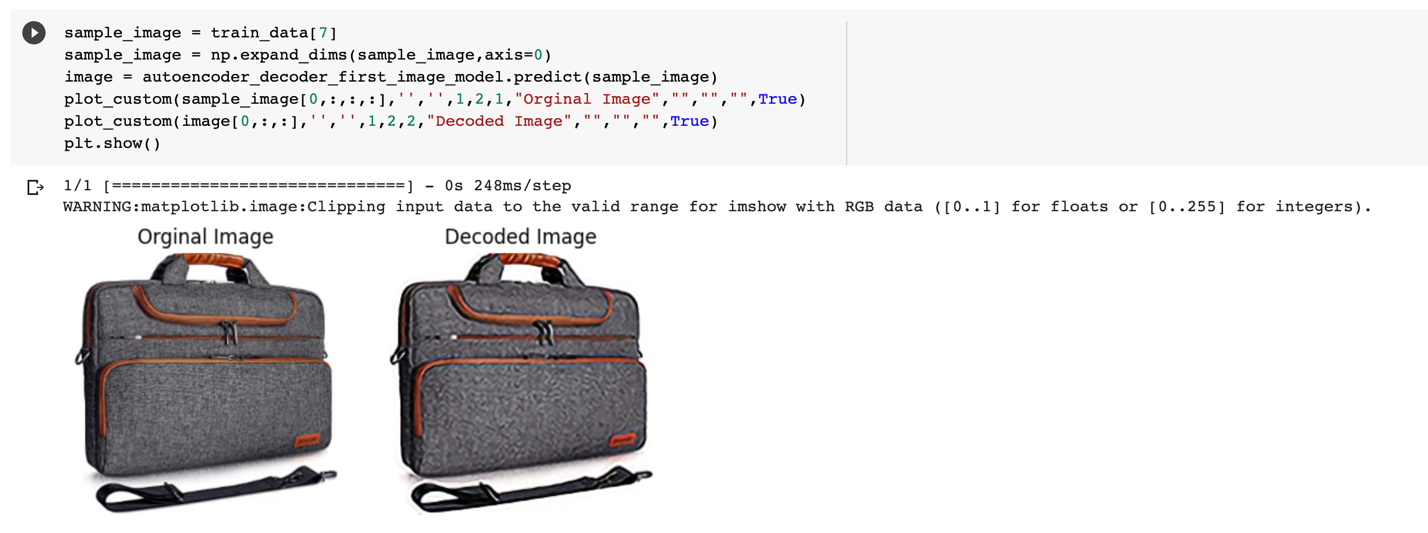 sample_image = train_data[7]
sample_image = np.expand_dims(sample_image,axis=0)
image = autoencoder_decoder_first_image_model.predict(sample_image)
plot_custom(sample_image[0,:,:,:],'','',1,2,1,"Orginal Image","","","",True)
plot_custom(image[0,:,:],'','',1,2,2,"Decoded Image","","","",True)
plt.show()
1/1 [==============================] - 0s 248ms/step
WARNING:matplotlib.image:Clipping input data to the valid range for imshow with RGB data ([0..1] for floats or [0..255] for integers).
Orginal Image
Decoded Image